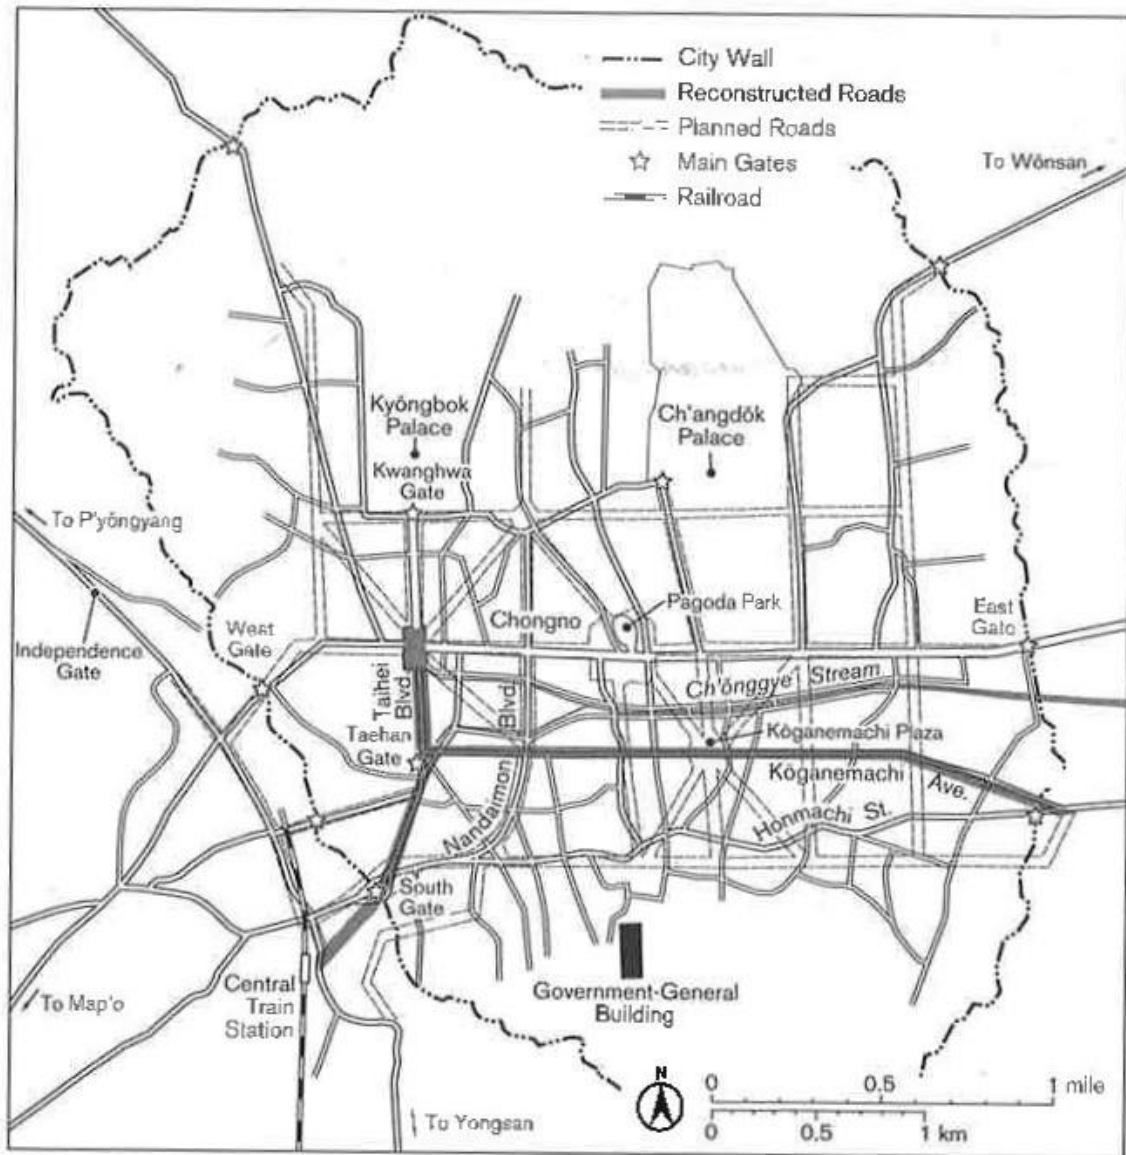 City Wall
Reconstructed Roads
Planned Roads
Main Gates
Railroad
To Wŏnsan
Kyŏngbok
Palace
Ch'angdŏk
Palace
Kwanghwa
Gate
To P'yŏngyang
Independence
Gate
West
Gate
Chongno
Pagoda Park
East
Gate
Taihei
Blvd.
Ch'ŏnggye Stream
Taehan
Gate
Nandaimon Blvd.
Kōganemachi Plaza
Kōganemachi Ave.
Honmachi St.
South
Gate
Central
Train
Station
To Map'o
Government-General
Building
To Yongsan
N
0 0.5 1 mile
0 0.5 1 km